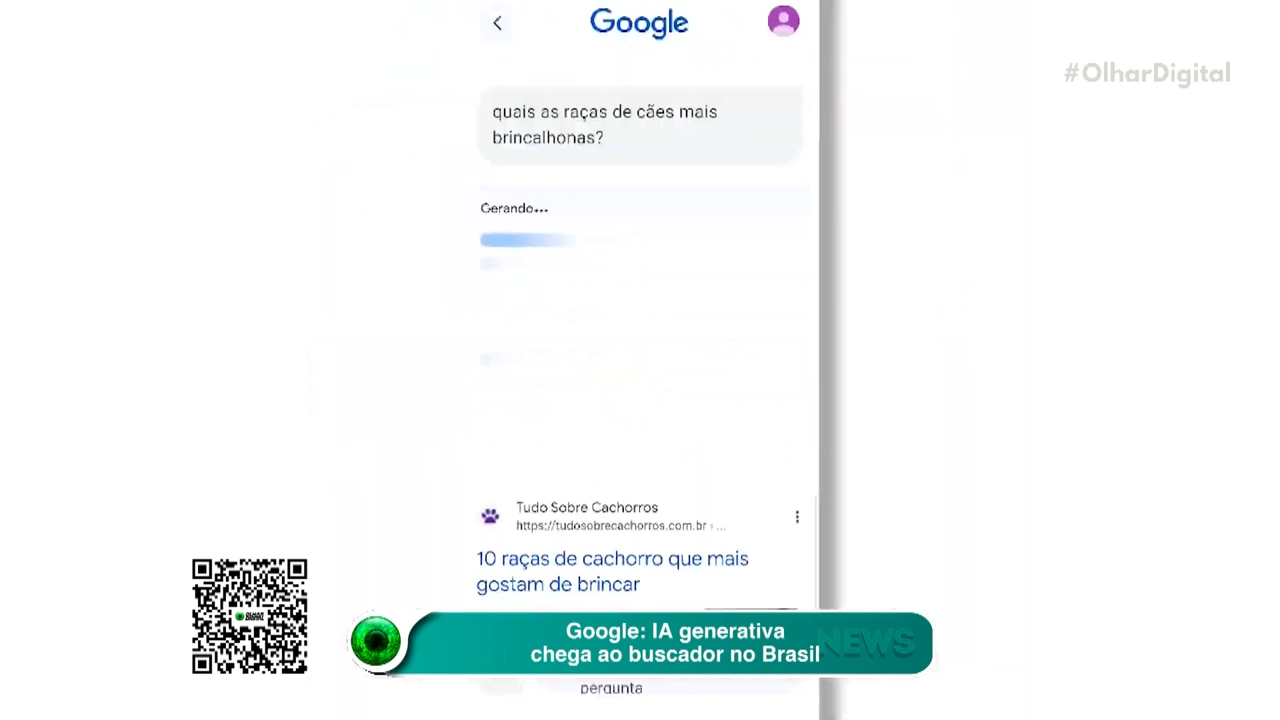 Google
#OlharDigital
quais as raças de cães mais
brincalhonas?
Gerando...
Tudo Sobre Cachorros
https://tudosobrecachorros.com.br › ...
10 raças de cachorro que mais
gostam de brincar
Google: IA generativa
chega ao buscador no Brasil
NEWS
pergunta